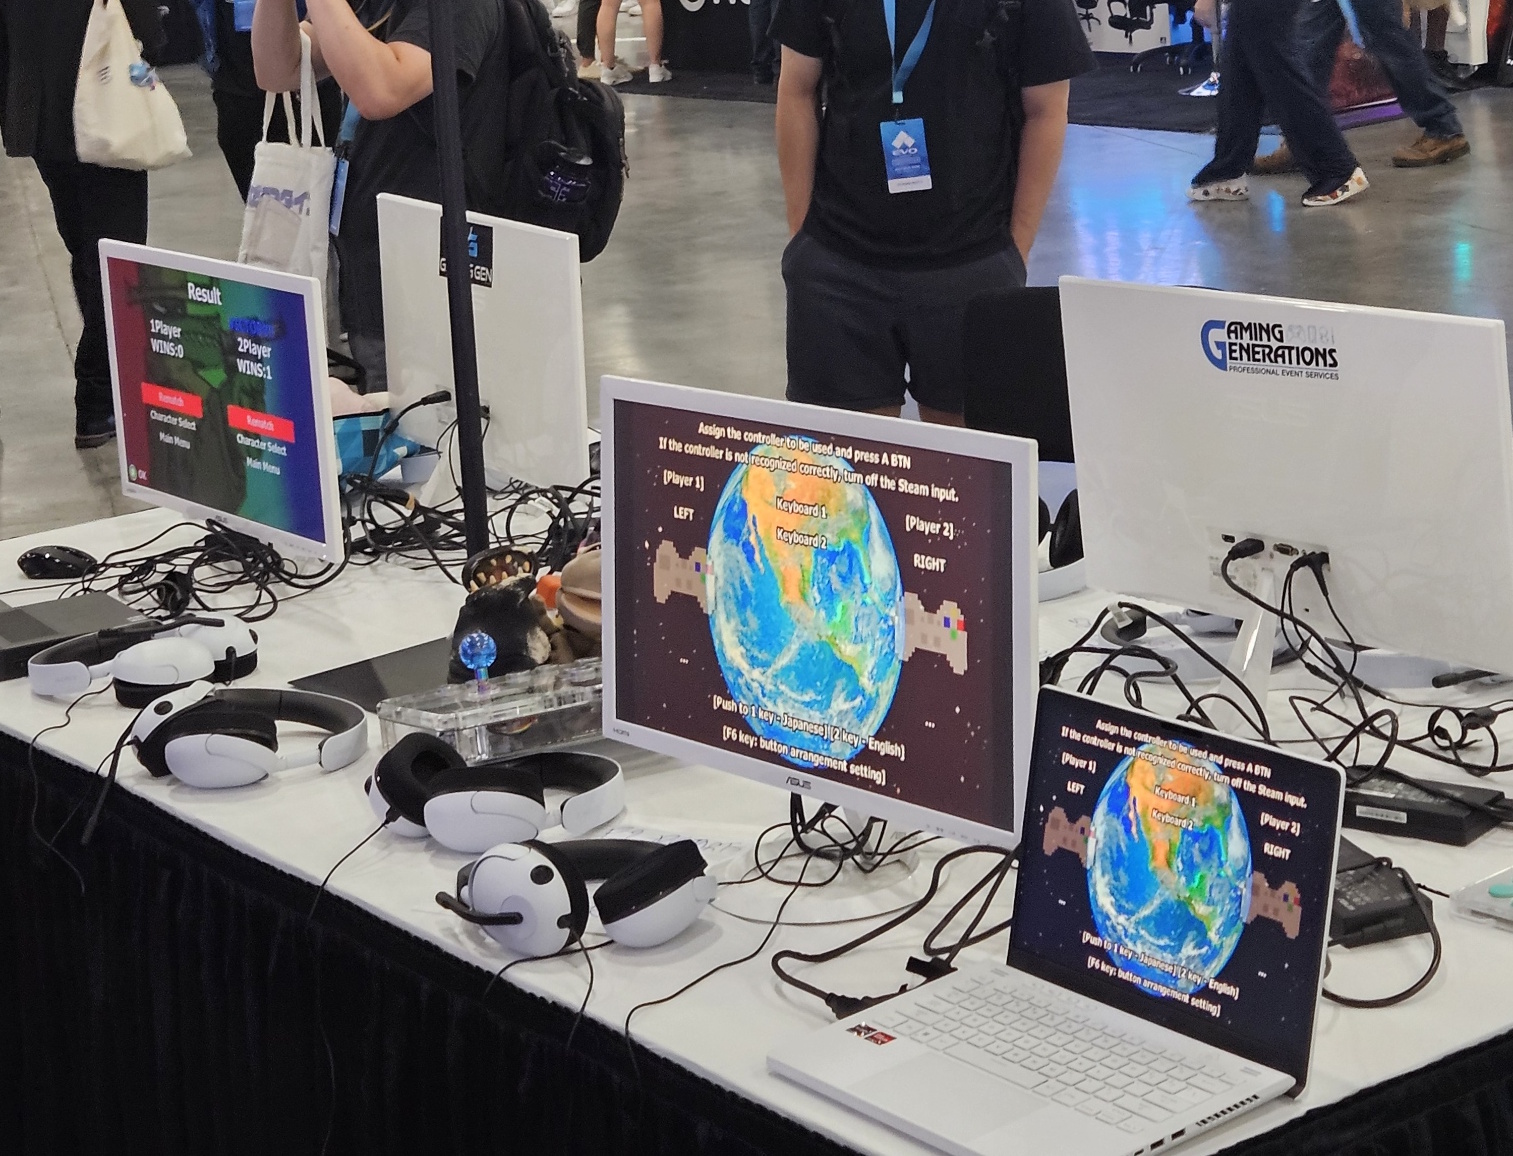 EVO
Result
1Player
WINS:0
2Player
WINS:1
Rematch
Character Select
Main Menu
Rematch
Character Select
Main Menu
OK
GAMING
GENERATIONS
PROFESSIONAL EVENT SERVICES
Assign the controller to be used and press A BTN
If the controller is not recognized correctly, turn off the Steam input.
[Player 1]
LEFT
Keyboard 1
Keyboard 2
[Player 2]
RIGHT
...
...
[Push to 1 key - Japanese] [2 key - English]
[F6 key: button arrangement setting]
ASUS
HDMI
Assign the controller to be used and press A BTN
If the controller is not recognized correctly, turn off the Steam input.
[Player 1]
LEFT
Keyboard 1
Keyboard 2
[Player 2]
RIGHT
...
...
[Push to 1 key - Japanese] [2 key - English]
[F6 key: button arrangement setting]